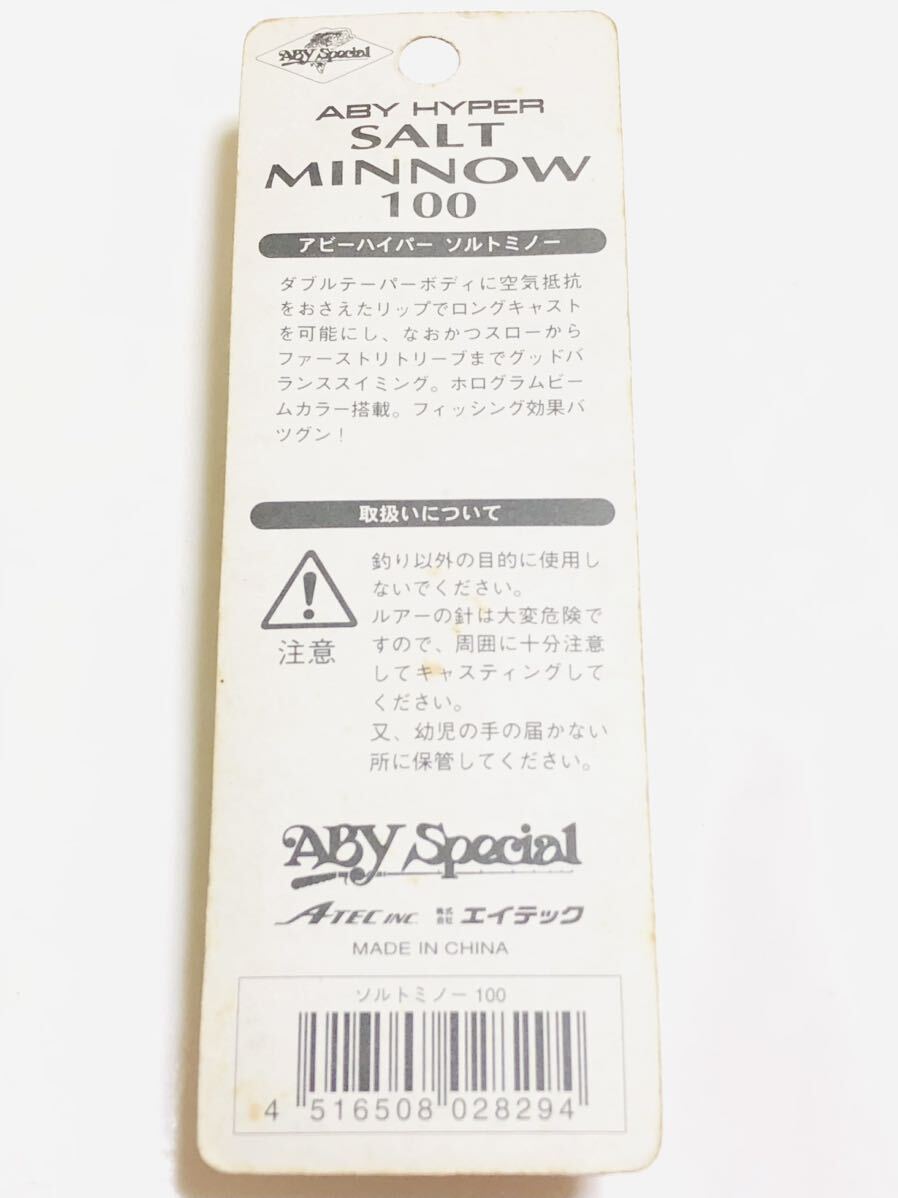 ABY Special
ABY HYPER
SALT
MINNOW
100
アビーハイパー ソルトミノー
ダブルテーパーボディに空気抵抗
をおさえたリップでロングキャスト
を可能にし、なおかつスローから
ファーストリトリーブまでグッドバ
ランススイミング。ホログラムビー
ムカラー搭載。フィッシング効果バ
ツグン！
取扱いについて
注意
釣り以外の目的に使用し
ないでください。
ルアーの針は大変危険で
すので、周囲に十分注意
してキャスティングして
ください。
又、幼児の手の届かない
所に保管してください。
ABY Special
A-TEC INC. 株式会社 エイテック
MADE IN CHINA
ソルトミノー 100
4 516508 028294